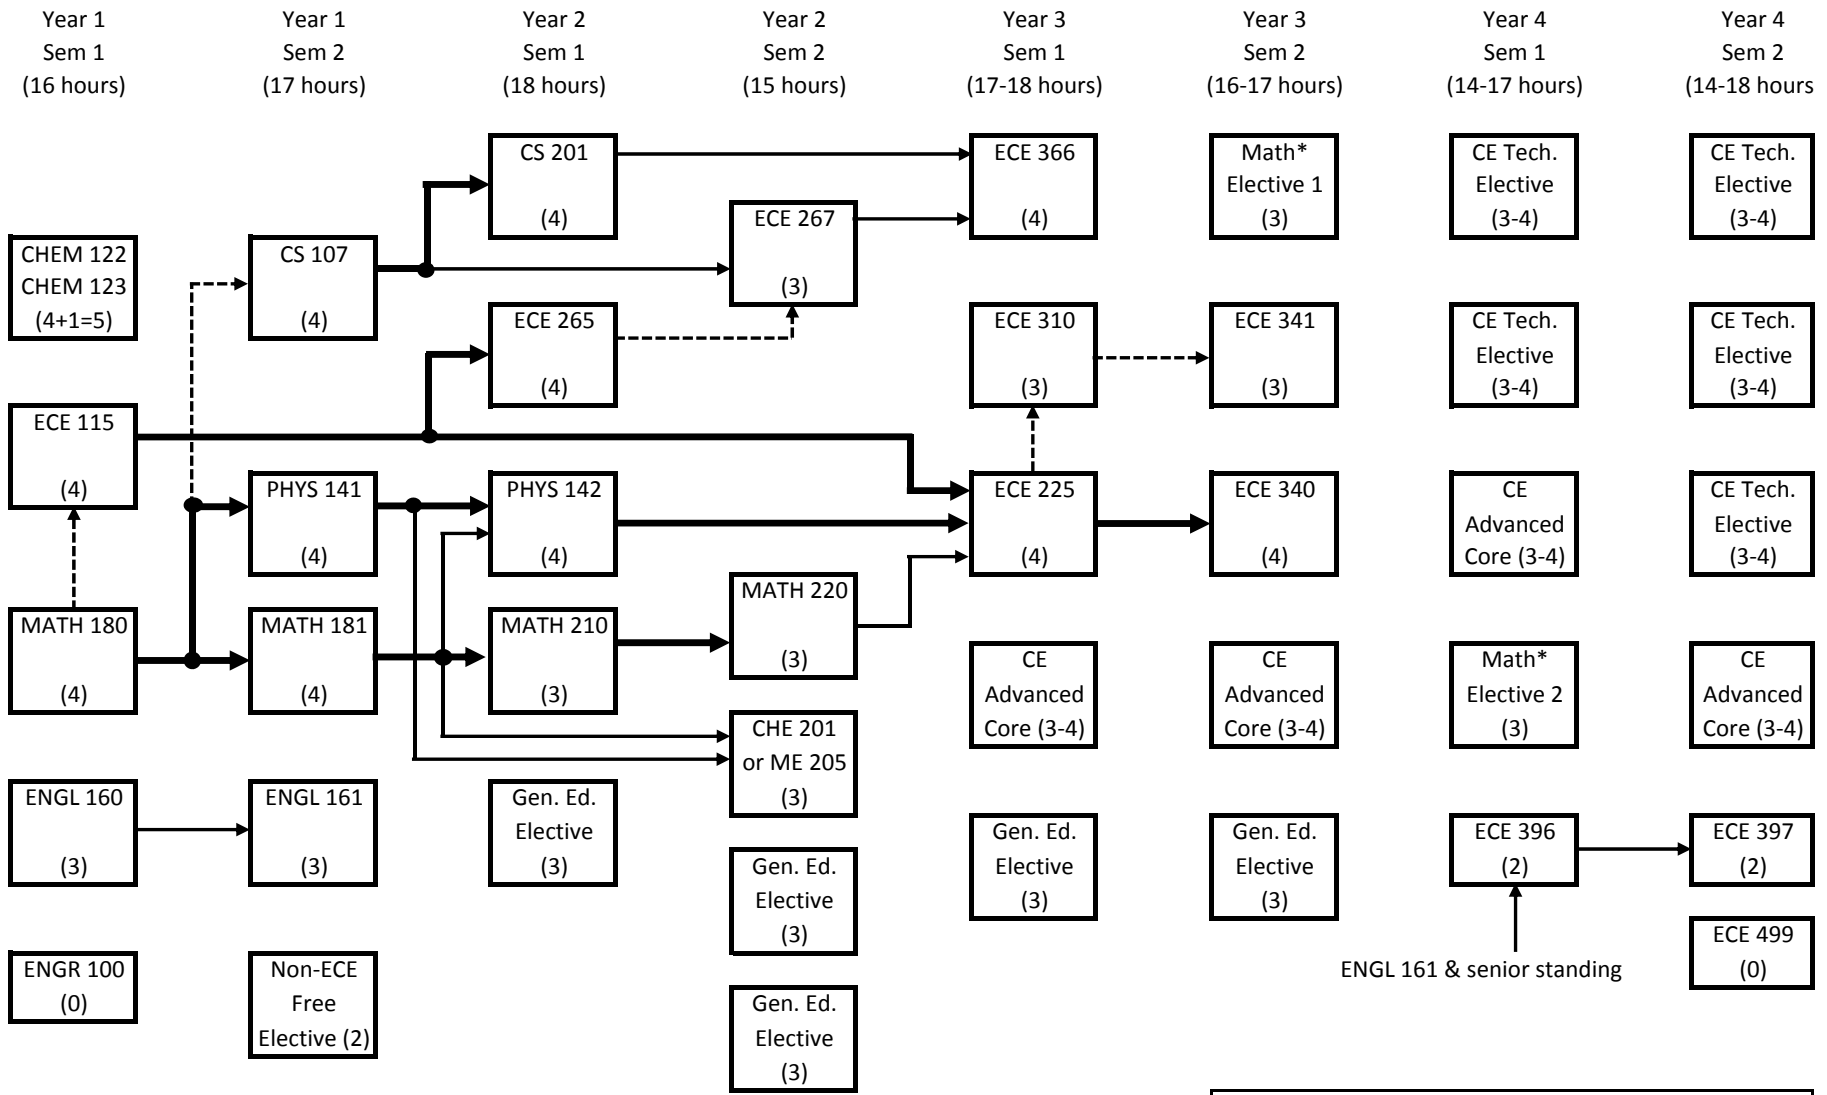 Year 1
Sem 1
(16 hours)
Year 1
Sem 2
(17 hours)
Year 2
Sem 1
(18 hours)
Year 2
Sem 2
(15 hours)
Year 3
Sem 1
(17-18 hours)
Year 3
Sem 2
(16-17 hours)
Year 4
Sem 1
(14-17 hours)
Year 4
Sem 2
(14-18 hours
CHEM 122
CHEM 123
(4+1=5)
ECE 115
(4)
MATH 180
(4)
ENGL 160
(3)
ENGR 100
(0)
CS 107
(4)
PHYS 141
(4)
MATH 181
(4)
ENGL 161
(3)
Non-ECE
Free
Elective (2)
CS 201
(4)
ECE 265
(4)
PHYS 142
(4)
MATH 210
(3)
Gen. Ed.
Elective
(3)
ECE 267
(3)
MATH 220
(3)
CHE 201
or ME 205
(3)
Gen. Ed.
Elective
(3)
Gen. Ed.
Elective
(3)
ECE 366
(4)
ECE 310
(3)
ECE 225
(4)
CE
Advanced
Core (3-4)
Gen. Ed.
Elective
(3)
Math*
Elective 1
(3)
ECE 341
(3)
ECE 340
(4)
CE
Advanced
Core (3-4)
Gen. Ed.
Elective
(3)
CE Tech.
Elective
(3-4)
CE Tech.
Elective
(3-4)
CE
Advanced
Core (3-4)
Math*
Elective 2
(3)
ECE 396
(2)
ENGL 161 & senior standing
CE Tech.
Elective
(3-4)
CE Tech.
Elective
(3-4)
CE Tech.
Elective
(3-4)
CE
Advanced
Core (3-4)
ECE 397
(2)
ECE 499
(0)